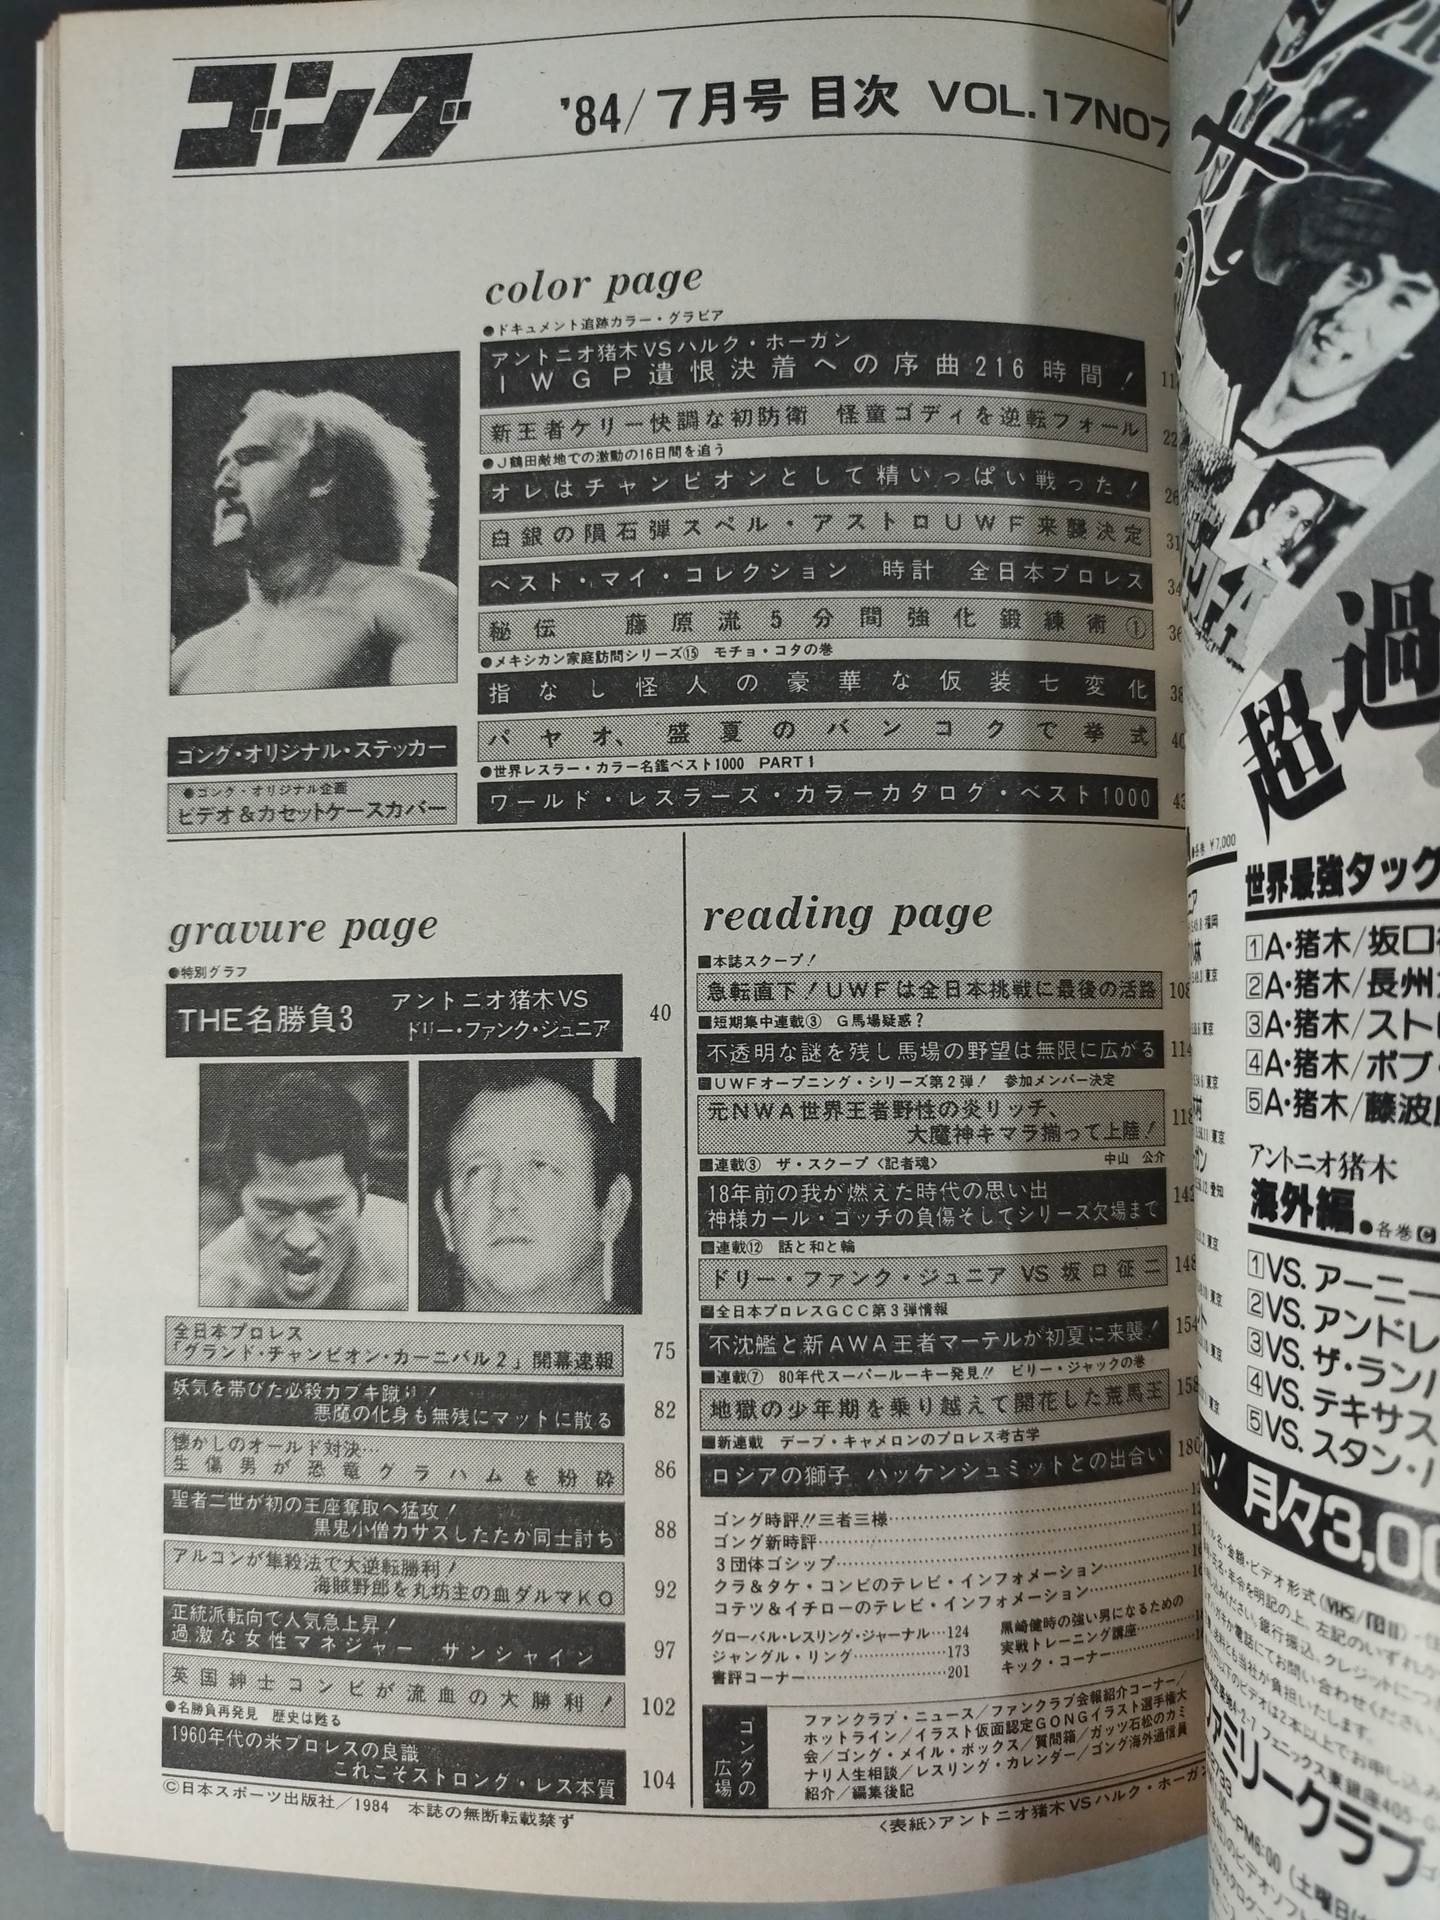 ゴング
'84/7月号 目次 VOL.17NO7
color page
●ドキュメント追跡カラー・グラビア
アントニオ猪木VSハルク・ホーガン
IWGP遺恨決着への序曲216時間！ 11
新王者ケリー快調な初防衛 怪童ゴディを逆転フォール 22
●J鶴田敵地での激動の16日間を追う
オレはチャンピオンとして精いっぱい戦った！ 26
白銀の隕石弾スペル・アストロUWF来襲決定 31
ベスト・マイ・コレクション 時計 全日本プロレス 34
秘伝 藤原流5分間強化鍛練術① 36
●メキシカン家庭訪問シリーズ⑮ モチョ・コタの巻
指なし怪人の豪華な仮装七変化 38
バヤオ、盛夏のバンコクで挙式 40
●世界レスラー・カラー名鑑ベスト1000 PART1
ワールド・レスラーズ・カラーカタログ・ベスト1000 43
ゴング・オリジナル・ステッカー
●ゴング・オリジナル企画
ビデオ&カセットケースカバー
gravure page
●特別グラフ
THE名勝負3 アントニオ猪木VS
ドリー・ファンク・ジュニア 40
全日本プロレス
「グランド・チャンピオン・カーニバル2」開幕速報 75
妖気を帯びた必殺カブキ蹴り！
悪魔の化身も無残にマットに散る 82
懐かしのオールド対決…
生傷男が恐竜グラハムを粉砕 86
聖者二世が初の王座奪取へ猛攻！
黒鬼小僧カサスしたたか同士討ち 88
アルコンが隼殺法で大逆転勝利！
海賊野郎を丸坊主の血ダルマKO 92
正統派転向で人気急上昇！
過激な女性マネジャー サンシャイン 97
英国紳士コンビが流血の大勝利！ 102
●名勝負再発見 歴史は甦る
1960年代の米プロレスの良識
これこそストロング・レス本質 104
©日本スポーツ出版社/1984 本誌の無断転載禁ず
reading page
■本誌スクープ！
急転直下！UWFは全日本挑戦に最後の活路 108
■短期集中連載③ G馬場疑惑？
不透明な謎を残し馬場の野望は無限に広がる 114
■UWFオープニング・シリーズ第2弾！ 参加メンバー決定
元NWA世界王者野性の炎リッチ、
大魔神キマラ揃って上陸！ 118
■連載③ ザ・スクープ〈記者魂〉 中山 公介
18年前の我が燃えた時代の思い出
神様カール・ゴッチの負傷そしてシリーズ欠場まで 142
■連載⑫ 話と和と輪
ドリー・ファンク・ジュニア VS 坂口征二 148
■全日本プロレスGCC第3弾情報
不沈艦と新AWA王者マーテルが初夏に来襲！ 154
■連載⑦ 80年代スーパールーキー発見!! ビリー・ジャックの巻
地獄の少年期を乗り越えて開花した荒馬王 158
■新連載 デーブ・キャメロンのプロレス考古学
ロシアの獅子 ハッケンシュミットとの出合い 180
ゴング時評!!三者三様
ゴング新時評
3団体ゴシップ
クラ&タケ・コンビのテレビ・インフォメーション
コテツ&イチローのテレビ・インフォメーション
グローバル・レスリング・ジャーナル…124
ジャングル・リング…173
書評コーナー…201
黒崎健時の強い男になるための
実戦トレーニング講座
キック・コーナー
ゴングの広場
ファンクラブ・ニュース/ファンクラブ会報紹介コーナー/
ホットライン/イラスト仮面認定GONGイラスト選手権大
会/ゴング・メイル・ボックス/質問箱/ガッツ石松のカミ
ナリ人生相談/レスリング・カレンダー/ゴング海外通信員
紹介/編集後記
〈表紙〉アントニオ猪木VSハルク・ホーガン
超過
●各巻 ¥7,000
世界最強タッグ
1 A・猪木/坂口
2 A・猪木/長州
3 A・猪木/スト
4 A・猪木/ボブ・
5 A・猪木/藤波
アントニオ猪木
海外編●各巻
1 VS. アーニー
2 VS. アンドレ
3 VS. ザ・ラン
4 VS. テキサス
5 VS. スタン・
月々3,00
ファミリークラブ